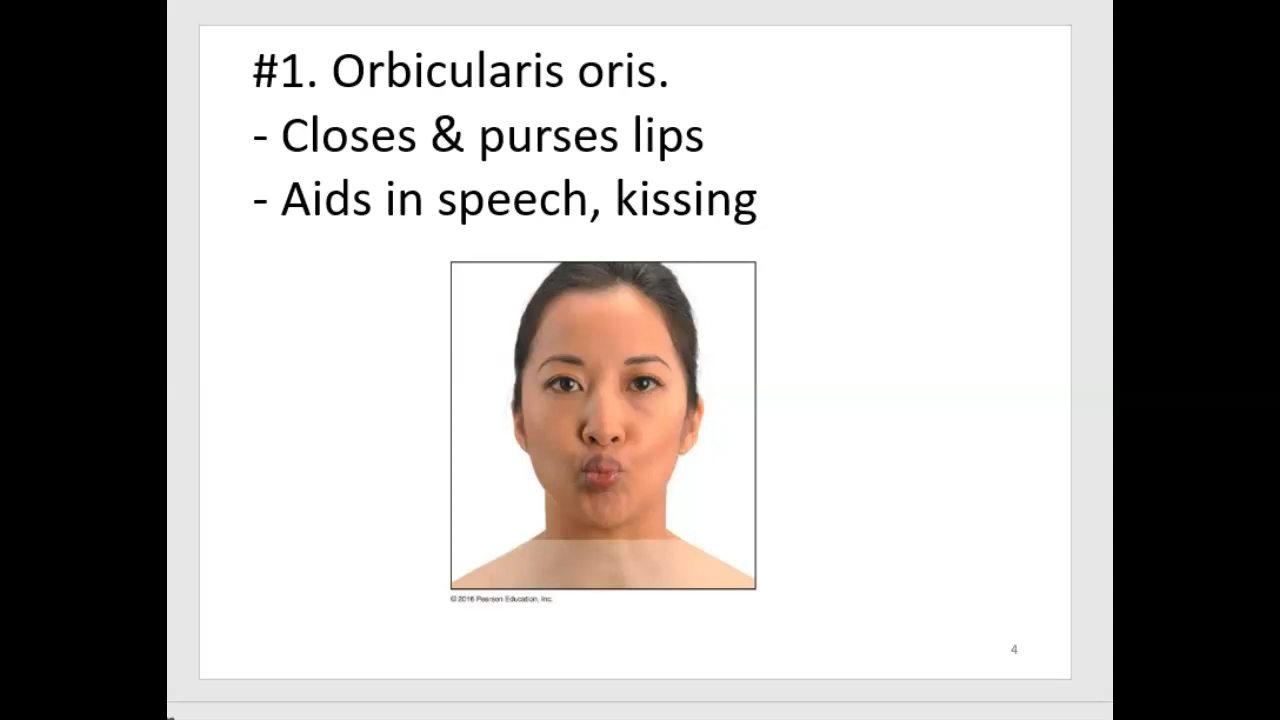 #1. Orbicularis oris.
- Closes & purses lips
- Aids in speech, kissing
© 2016 Pearson Education, Inc.
4